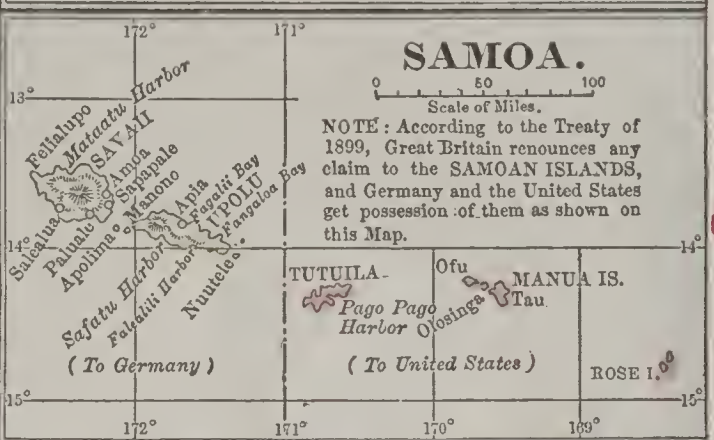 172° 171°
SAMOA.
0 50 100
Scale of Miles.
13°
NOTE: According to the Treaty of
1899, Great Britain renounces any
claim to the SAMOAN ISLANDS,
and Germany and the United States
get possession of them as shown on
this Map.
Felialupo
Mataatu Harbor
SAVAII
Amoa
Sapapale
Manono
Apia
Fagalii Bay
UPOLU
Fangaloa Bay
Salealua
Paluale
Apolima
Safatu Harbor
Falealili Harbor
Nuutele
14° 14°
TUTUILA
Pago Pago
Harbor
Ofu
Olosinga
MANUA IS.
Tau
ROSE I.
(To Germany) (To United States)
15° 15°
172° 171° 170° 169°